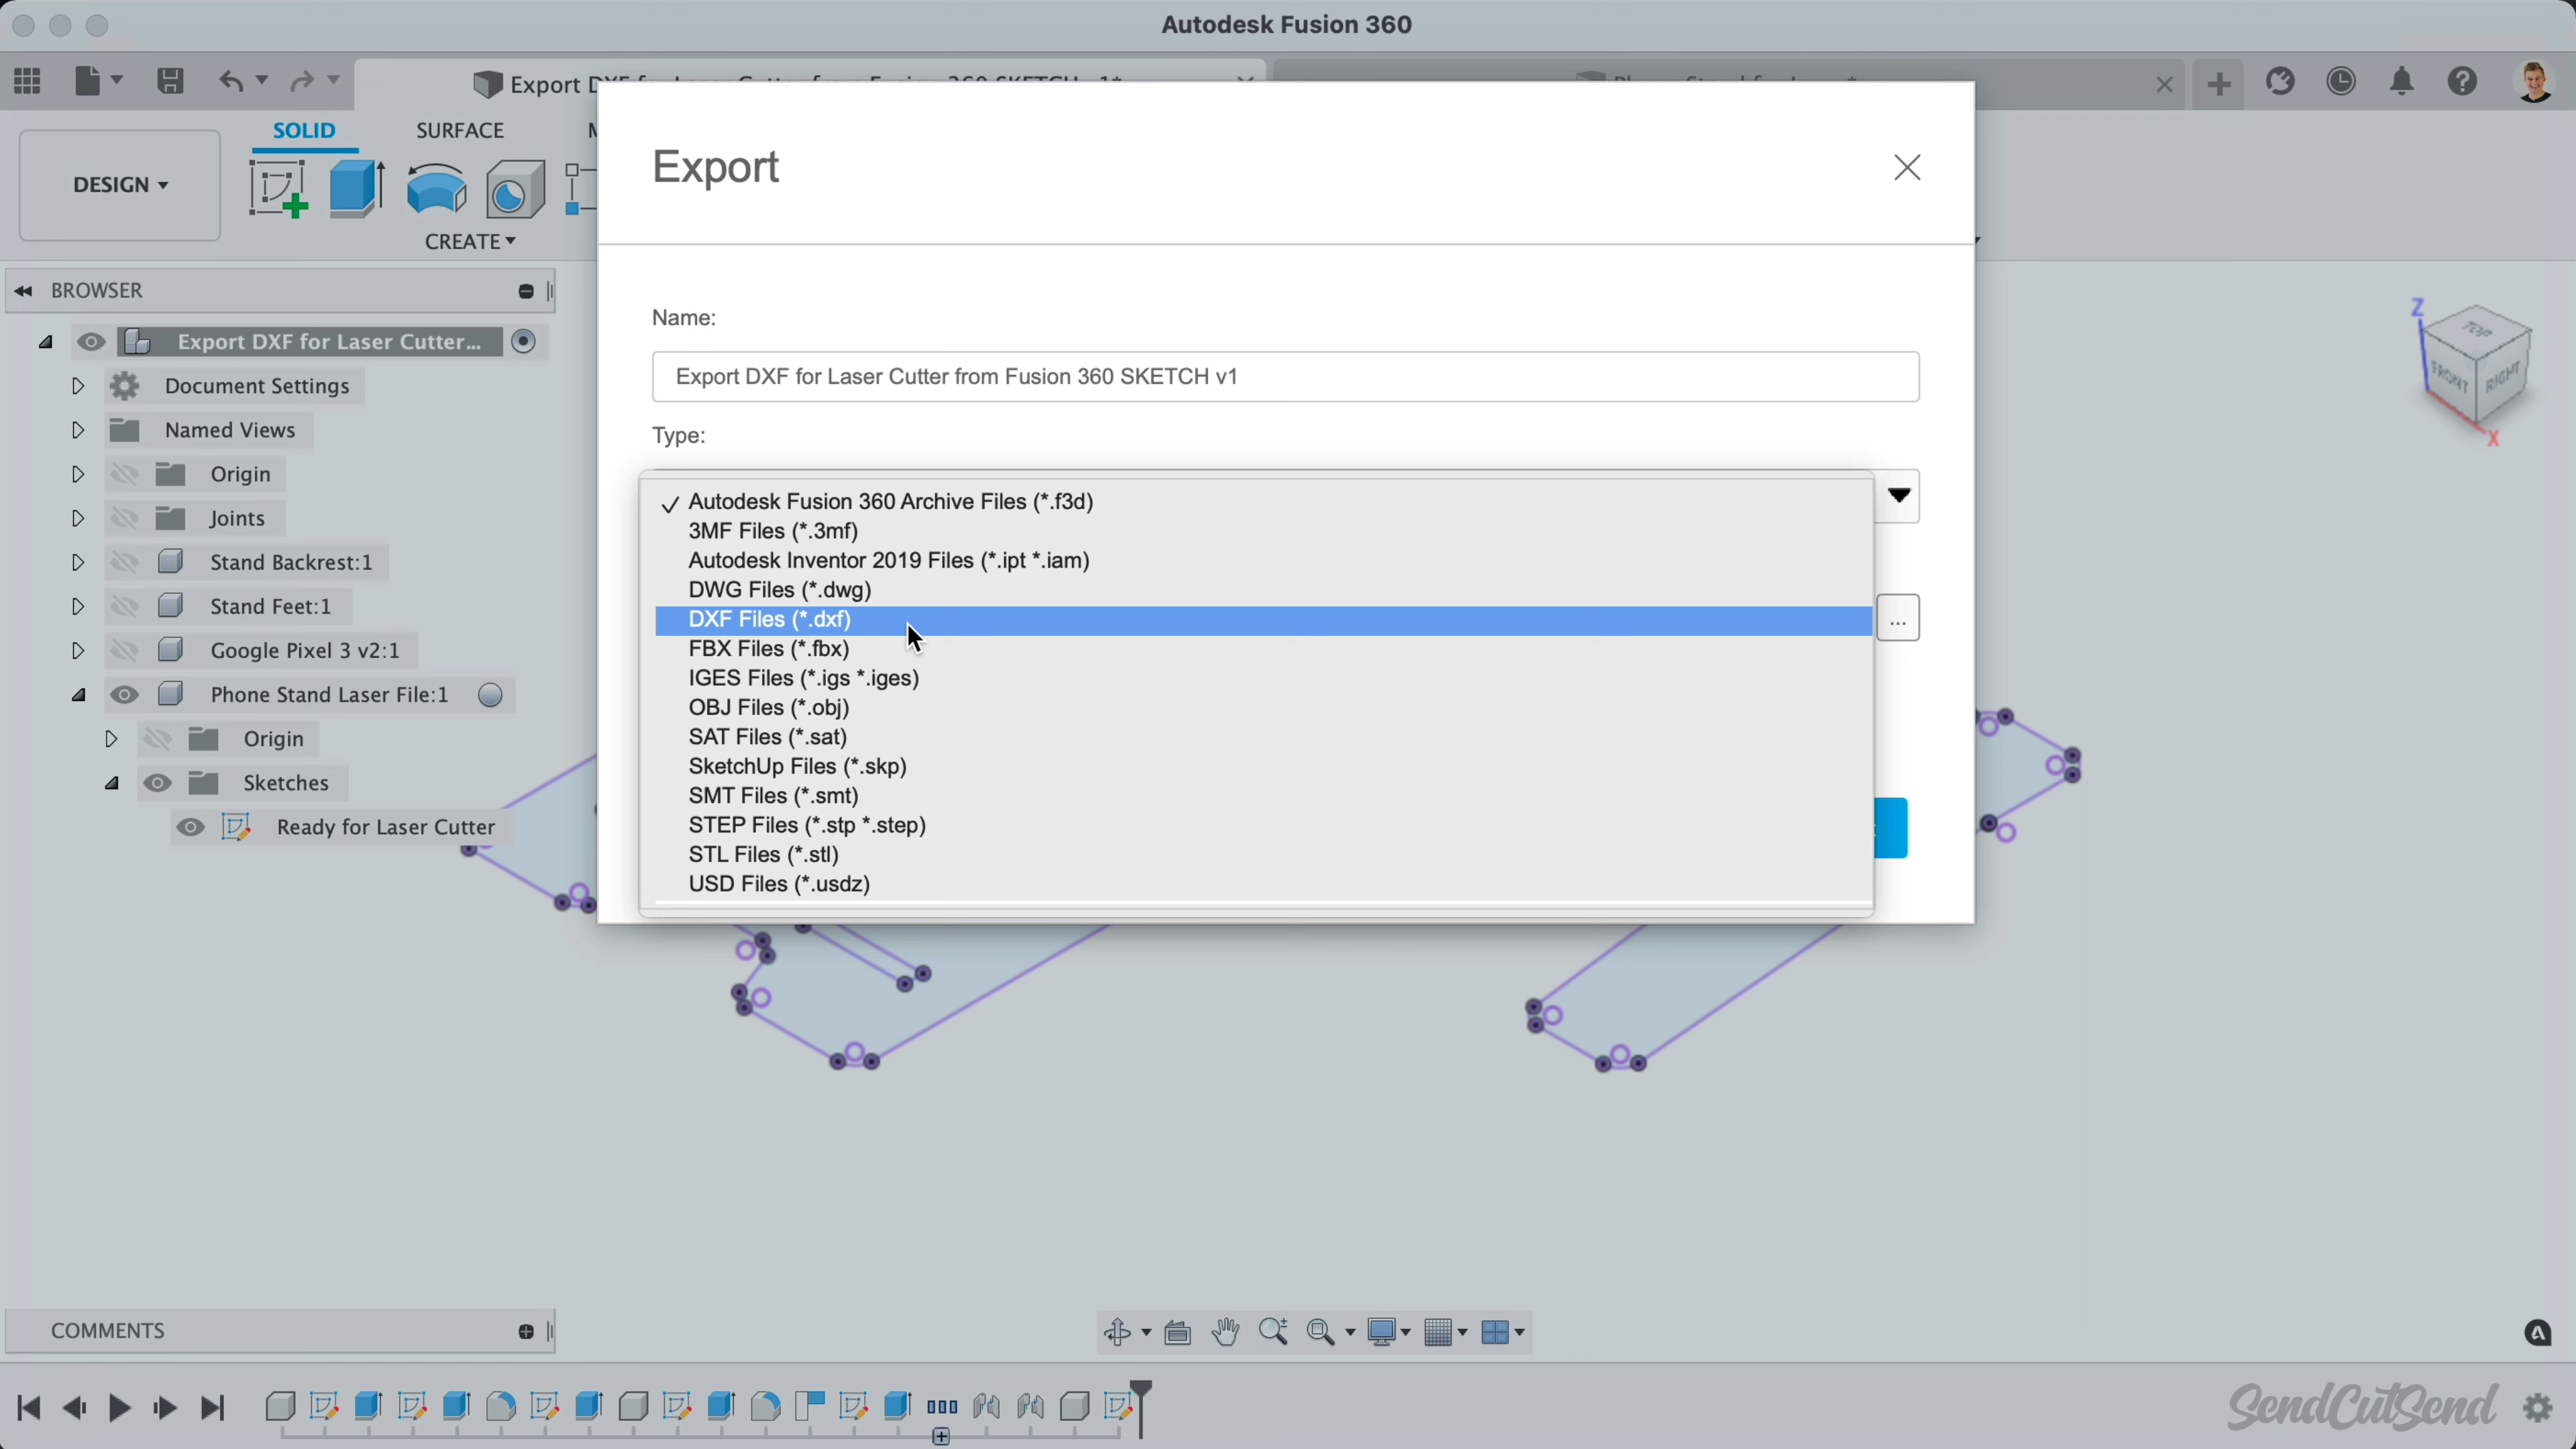 Autodesk Fusion 360
Export
SOLID
SURFACE
DESIGN
CREATE
BROWSER
Export DXF for Laser Cutter...
Document Settings
Named Views
Origin
Joints
Stand Backrest:1
Stand Feet:1
Google Pixel 3 v2:1
Phone Stand Laser File:1
Origin
Sketches
Ready for Laser Cutter
Export
Name:
Export DXF for Laser Cutter from Fusion 360 SKETCH v1
Type:
✓ Autodesk Fusion 360 Archive Files (*.f3d)
3MF Files (*.3mf)
Autodesk Inventor 2019 Files (*.ipt *.iam)
DWG Files (*.dwg)
DXF Files (*.dxf)
...
FBX Files (*.fbx)
IGES Files (*.igs *.iges)
OBJ Files (*.obj)
SAT Files (*.sat)
SketchUp Files (*.skp)
SMT Files (*.smt)
STEP Files (*.stp *.step)
STL Files (*.stl)
USD Files (*.usdz)
Z
TOP
FRONT
RIGHT
X
COMMENTS
SendCutSend